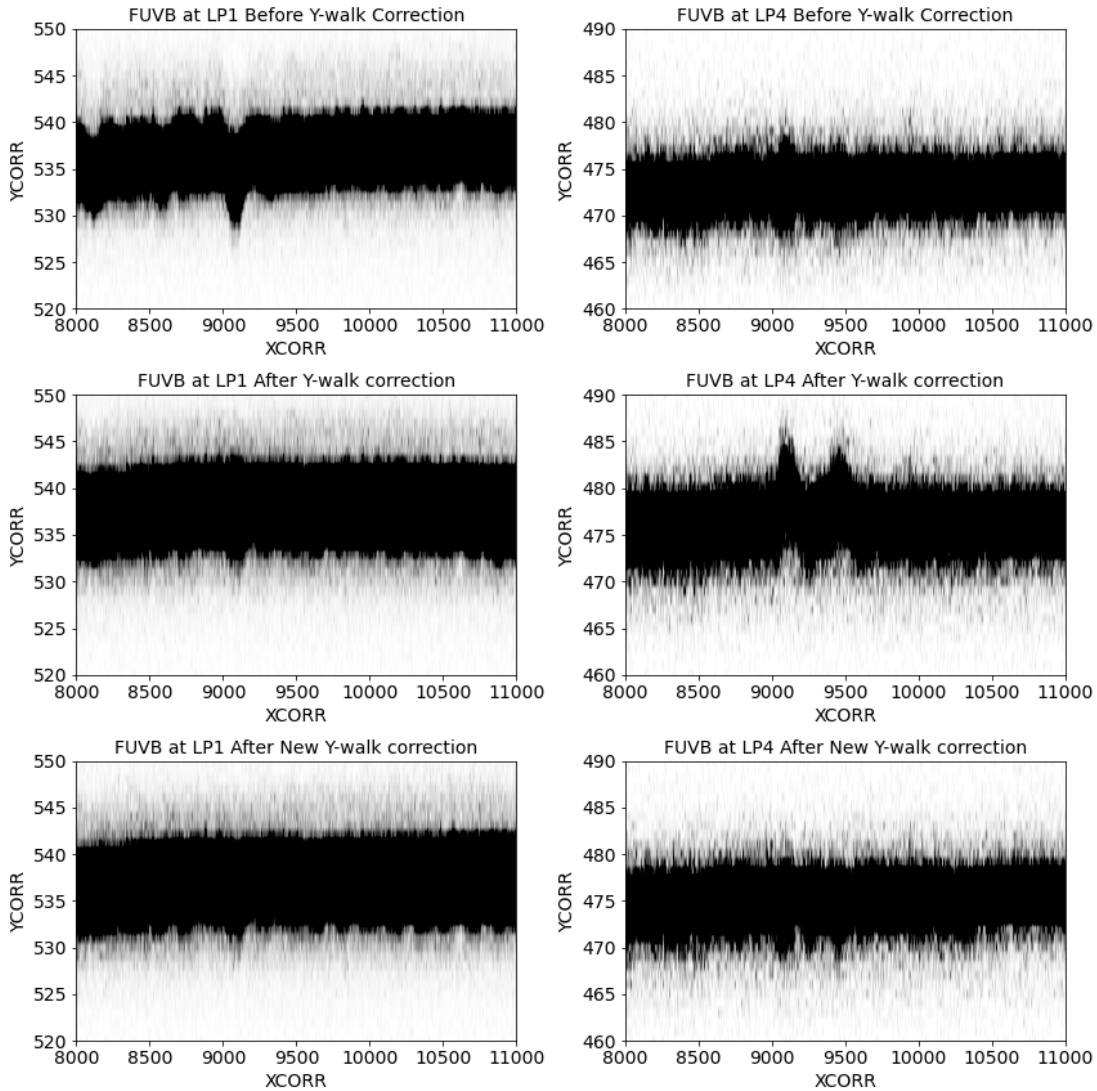 FUVB at LP1 Before Y-walk Correction
550
545
540
535
530
525
520
YCORR
8000 8500 9000 9500 10000 10500 11000
XCORR
FUVB at LP4 Before Y-walk Correction
490
485
480
475
470
465
460
YCORR
8000 8500 9000 9500 10000 10500 11000
XCORR
FUVB at LP1 After Y-walk correction
550
545
540
535
530
525
520
YCORR
8000 8500 9000 9500 10000 10500 11000
XCORR
FUVB at LP4 After Y-walk correction
490
485
480
475
470
465
460
YCORR
8000 8500 9000 9500 10000 10500 11000
XCORR
FUVB at LP1 After New Y-walk correction
550
545
540
535
530
525
520
YCORR
8000 8500 9000 9500 10000 10500 11000
XCORR
FUVB at LP4 After New Y-walk correction
490
485
480
475
470
465
460
YCORR
8000 8500 9000 9500 10000 10500 11000
XCORR